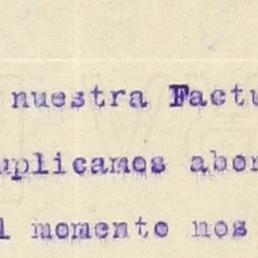 nuestra Factu
uplicamos abon
l momento nos